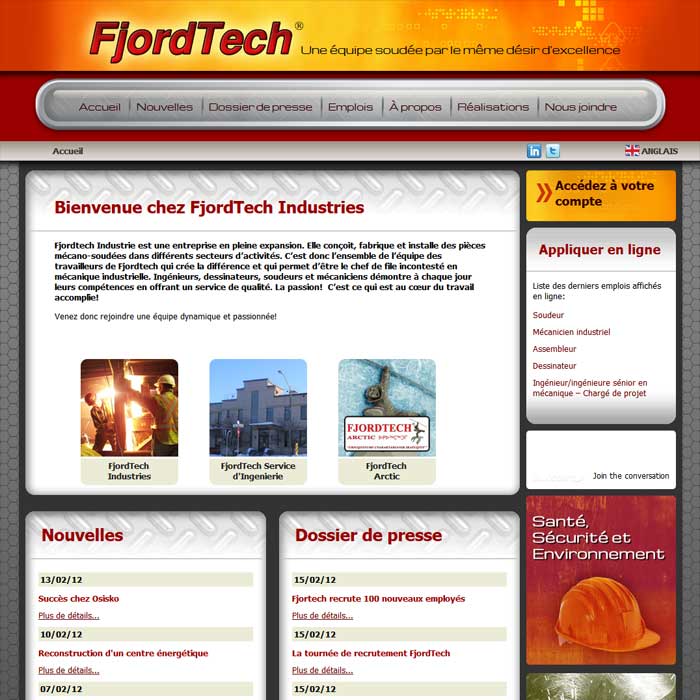 FjordTech®
Une équipe soudée par le même désir d'excellence
Accueil
Nouvelles
Dossier de presse
Emplois
À propos
Réalisations
Nous joindre
Accueil
in
t
ANGLAIS
Bienvenue chez FjordTech Industries
Fjordtech Industrie est une entreprise en pleine expansion. Elle conçoit, fabrique et installe des pièces
mécano-soudées dans différents secteurs d'activités. C'est donc l'ensemble de l'équipe des
travailleurs de Fjordtech qui crée la différence et qui permet d'être le chef de file incontesté en
mécanique industrielle. Ingénieurs, dessinateurs, soudeurs et mécaniciens démontre à chaque jour
leurs compétences en offrant un service de qualité. La passion!  C'est ce qui est au cœur du travail
accomplie!
Venez donc rejoindre une équipe dynamique et passionnée!
FJORDTECH
ARCTIC
FjordTech
Industries
FjordTech Service
d'Ingenierie
FjordTech
Arctic
Accédez à votre
compte
Appliquer en ligne
Liste des derniers emplois affichés
en ligne:
Soudeur
Mécanicien industriel
Assembleur
Dessinateur
Ingénieur/ingénieure sénior en
mécanique – Chargé de projet
Join the conversation
Santé,
Sécurité et
Environnement
Nouvelles
13/02/12
Succès chez Osisko
Plus de détails...
10/02/12
Reconstruction d'un centre énergétique
Plus de détails...
07/02/12
Dossier de presse
15/02/12
Fjortech recrute 100 nouveaux employés
Plus de détails...
15/02/12
La tournée de recrutement FjordTech
Plus de détails...
15/02/12